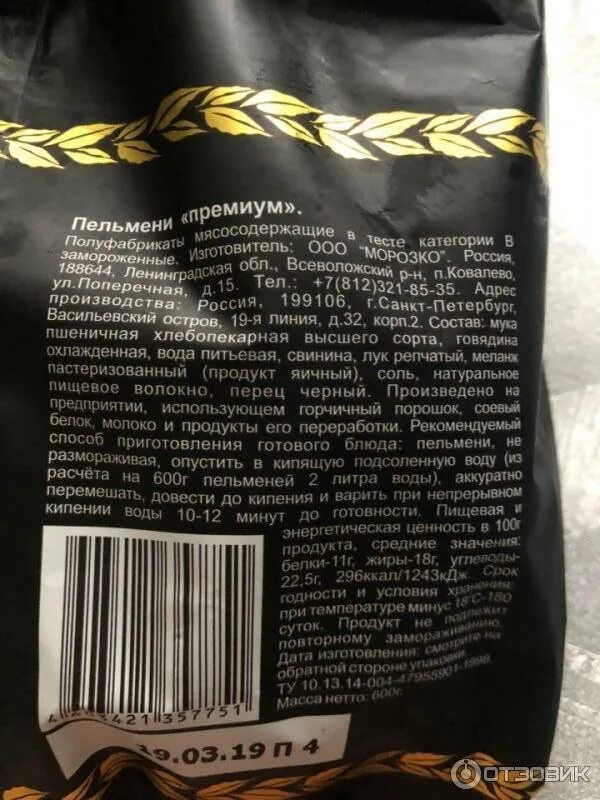 Пельмени «премиум».
Полуфабрикаты мясосодержащие в тесте категории В
замороженные. Изготовитель: ООО "МОРОЗКО". Россия,
188644, Ленинградская обл., Всеволожский р-н, п.Ковалево,
ул.Поперечная, д.15. Тел.: +7(812)321-85-35. Адрес
производства: Россия, 199106, г.Санкт-Петербург,
Васильевский остров, 19-я линия, д.32, корп.2. Состав: мука
пшеничная хлебопекарная высшего сорта, говядина
охлажденная, вода питьевая, свинина, лук репчатый, меланж
пастеризованный (продукт яичный), соль, натуральное
пищевое волокно, перец черный. Произведено на
предприятии, использующем горчичный порошок, соевый
белок, молоко и продукты его переработки. Рекомендуемый
способ приготовления готового блюда: пельмени, не
размораживая, опустить в кипящую подсоленную воду (из
расчёта на 600г пельменей 2 литра воды), аккуратно
перемешать, довести до кипения и варить при непрерывном
кипении воды 10-12 минут до готовности. Пищевая и
энергетическая ценность в 100г
продукта, средние значения:
белки-11г, жиры-18г, углеводы-
22,5г, 296ккал/1243кДж. Срок
годности и условия хранения:
при температуре минус 18°С-180
суток. Продукт не подлежит
повторному замораживанию.
Дата изготовления: смотрите на
обратной стороне упаковки.
ТУ 10.13.14-004-47955901-1998
Масса нетто: 600г.
421 357751
19.03.19 П 4
ОТЗОВИК